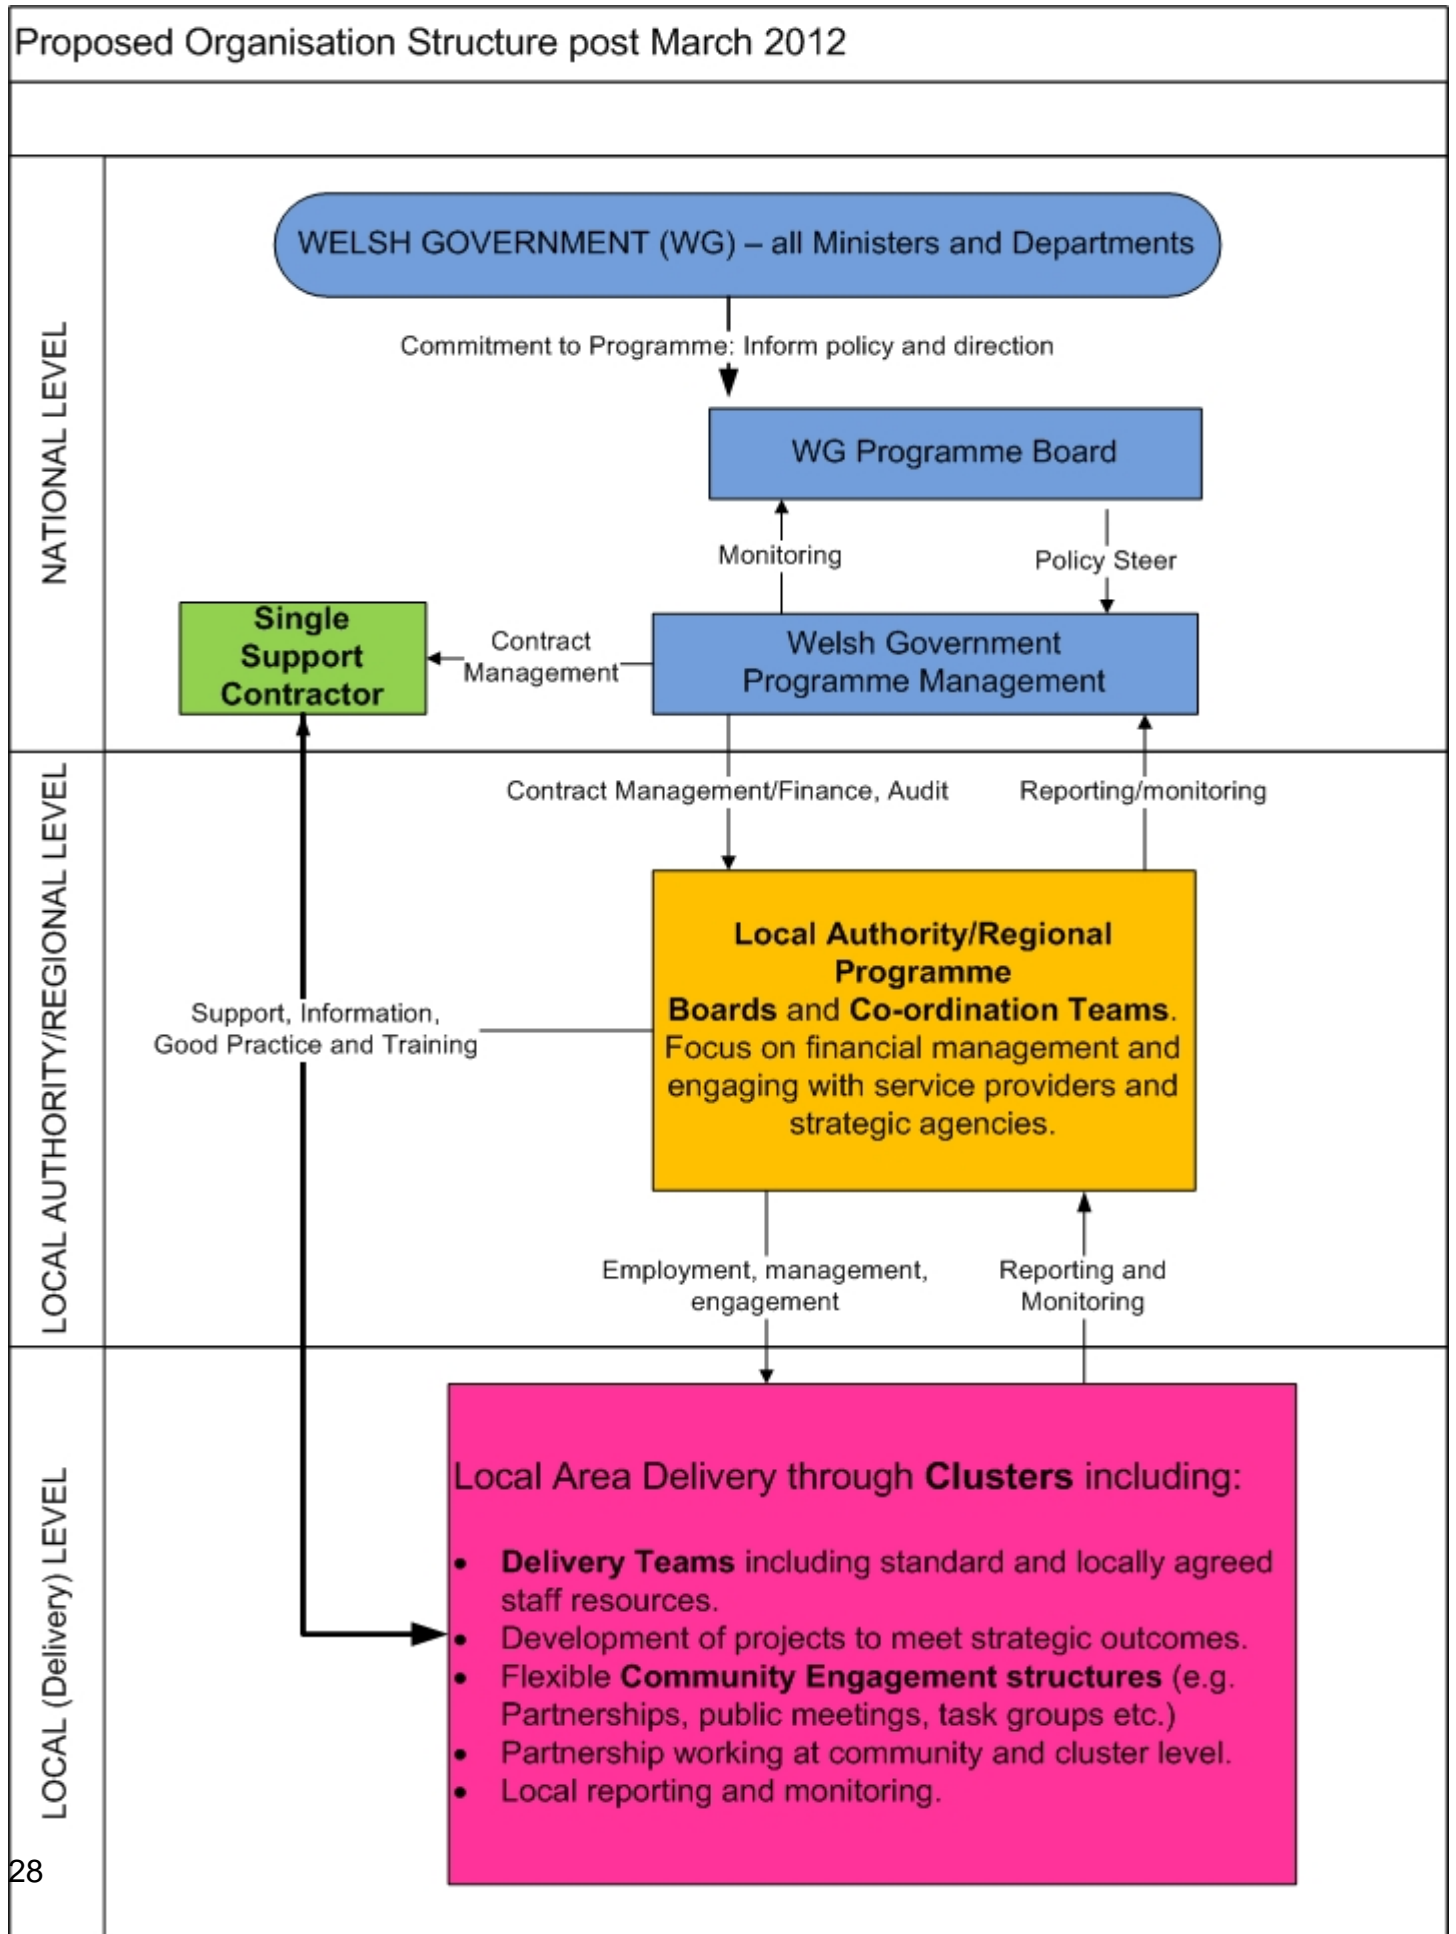 Proposed Organisation Structure post March 2012
NATIONAL LEVEL
WELSH GOVERNMENT (WG) – all Ministers and Departments
Commitment to Programme: Inform policy and direction
WG Programme Board
Monitoring
Policy Steer
Single
Support
Contractor
Contract
Management
Welsh Government
Programme Management
LOCAL AUTHORITY/REGIONAL LEVEL
Contract Management/Finance, Audit
Reporting/monitoring
Support, Information,
Good Practice and Training
Local Authority/Regional
Programme
Boards and Co-ordination Teams.
Focus on financial management and
engaging with service providers and
strategic agencies.
Employment, management,
engagement
Reporting and
Monitoring
LOCAL (Delivery) LEVEL
Local Area Delivery through Clusters including:
• Delivery Teams including standard and locally agreed
staff resources.
• Development of projects to meet strategic outcomes.
• Flexible Community Engagement structures (e.g.
Partnerships, public meetings, task groups etc.)
• Partnership working at community and cluster level.
• Local reporting and monitoring.
28